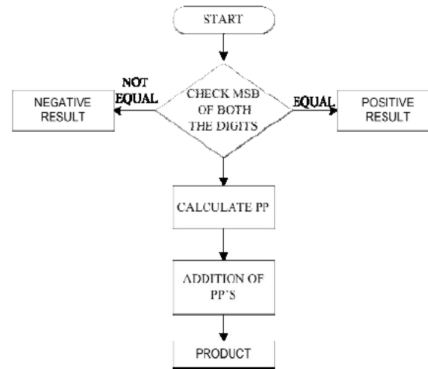 START
NOT
EQUAL
CHECK MSB
OF BOTH
THE DIGITS
EQUAL
NEGATIVE
RESULT
POSITIVE
RESULT
CALCULATE PP
ADDITION OF
PP'S
PRODUCT